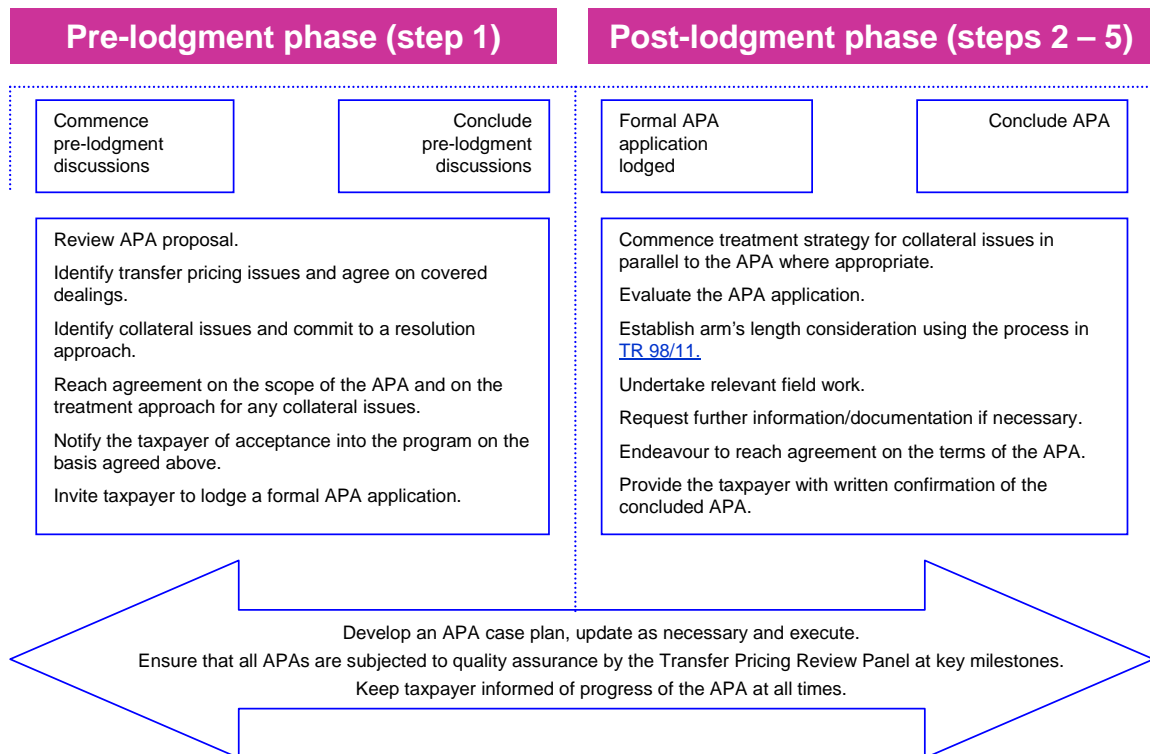 Pre-lodgment phase (step 1)
Post-lodgment phase (steps 2 – 5)
Commence
pre-lodgment
discussions
Conclude
pre-lodgment
discussions
Formal APA
application
lodged
Conclude APA
Review APA proposal.
Identify transfer pricing issues and agree on covered
dealings.
Identify collateral issues and commit to a resolution
approach.
Reach agreement on the scope of the APA and on the
treatment approach for any collateral issues.
Notify the taxpayer of acceptance into the program on the
basis agreed above.
Invite taxpayer to lodge a formal APA application.
Commence treatment strategy for collateral issues in
parallel to the APA where appropriate.
Evaluate the APA application.
Establish arm’s length consideration using the process in
TR 98/11.
Undertake relevant field work.
Request further information/documentation if necessary.
Endeavour to reach agreement on the terms of the APA.
Provide the taxpayer with written confirmation of the
concluded APA.
Develop an APA case plan, update as necessary and execute.
Ensure that all APAs are subjected to quality assurance by the Transfer Pricing Review Panel at key milestones.
Keep taxpayer informed of progress of the APA at all times.